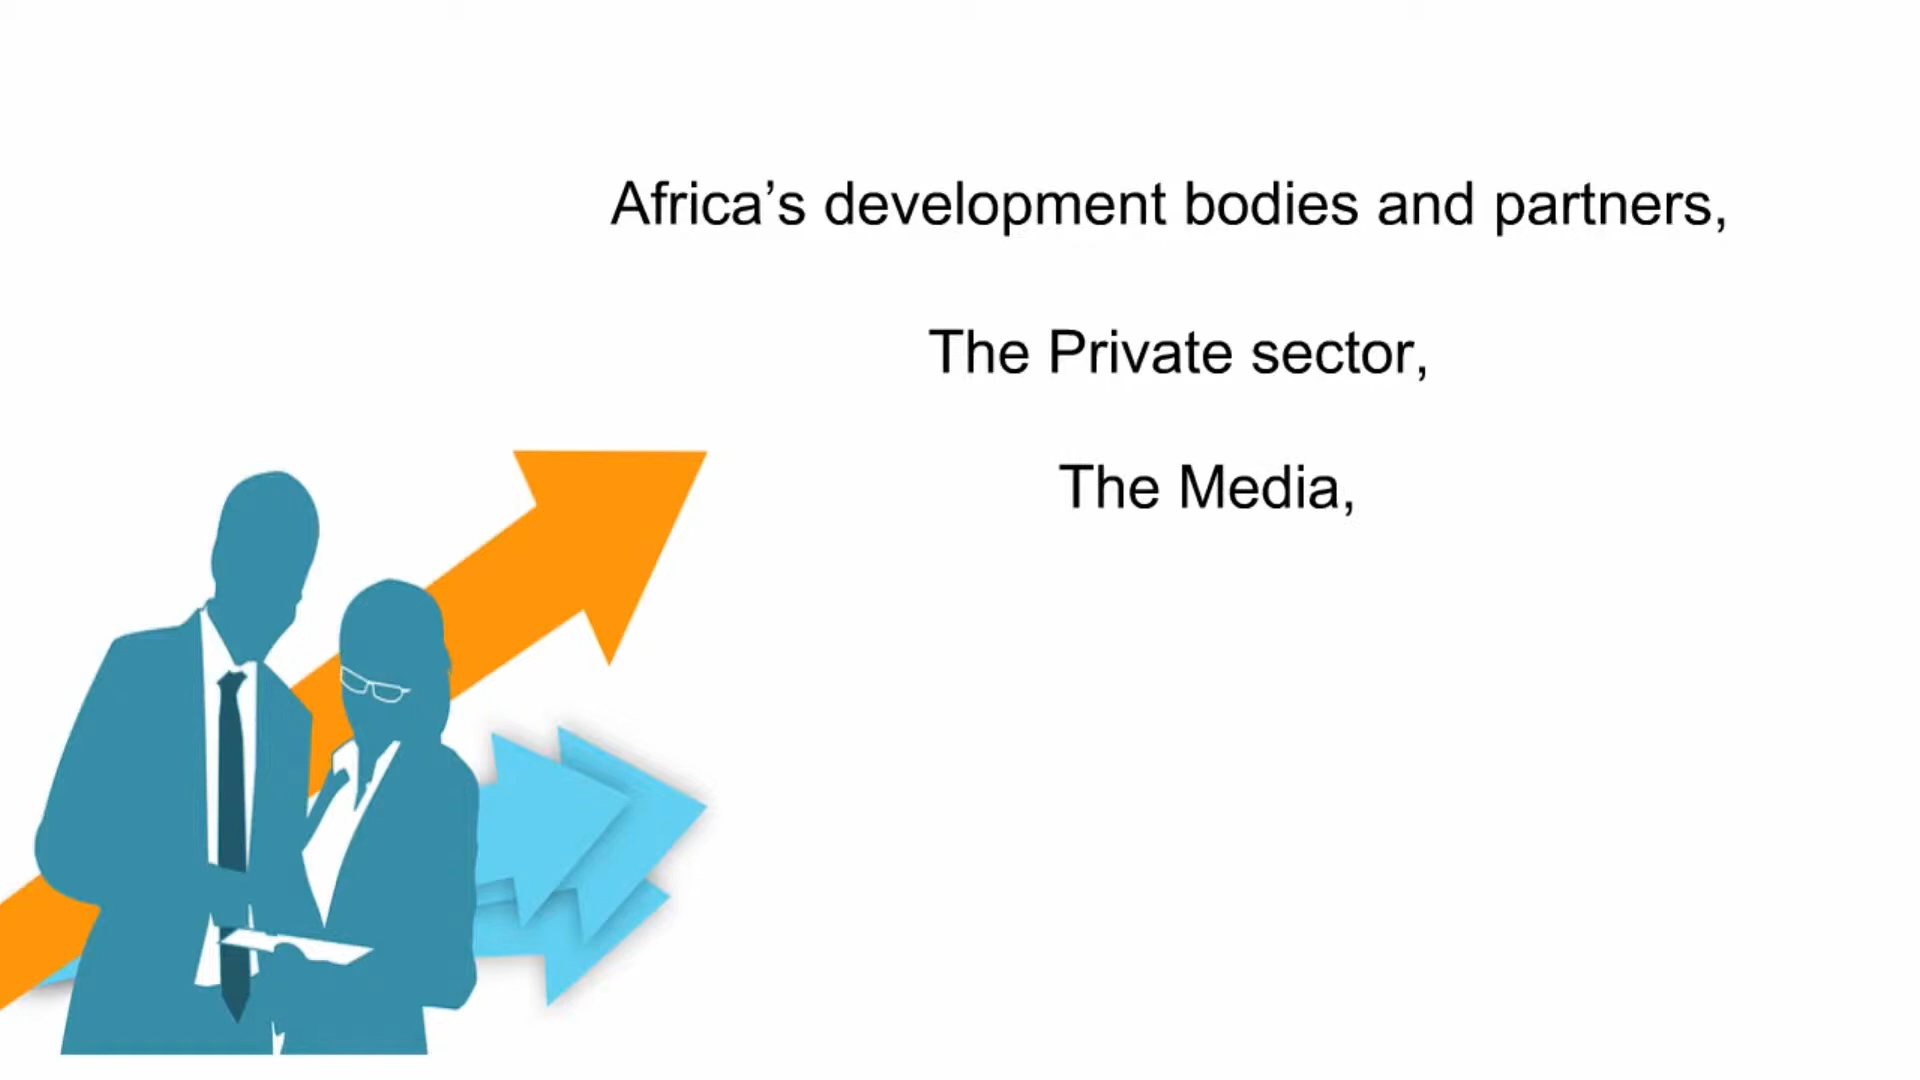 Africa’s development bodies and partners,
The Private sector,
The Media,